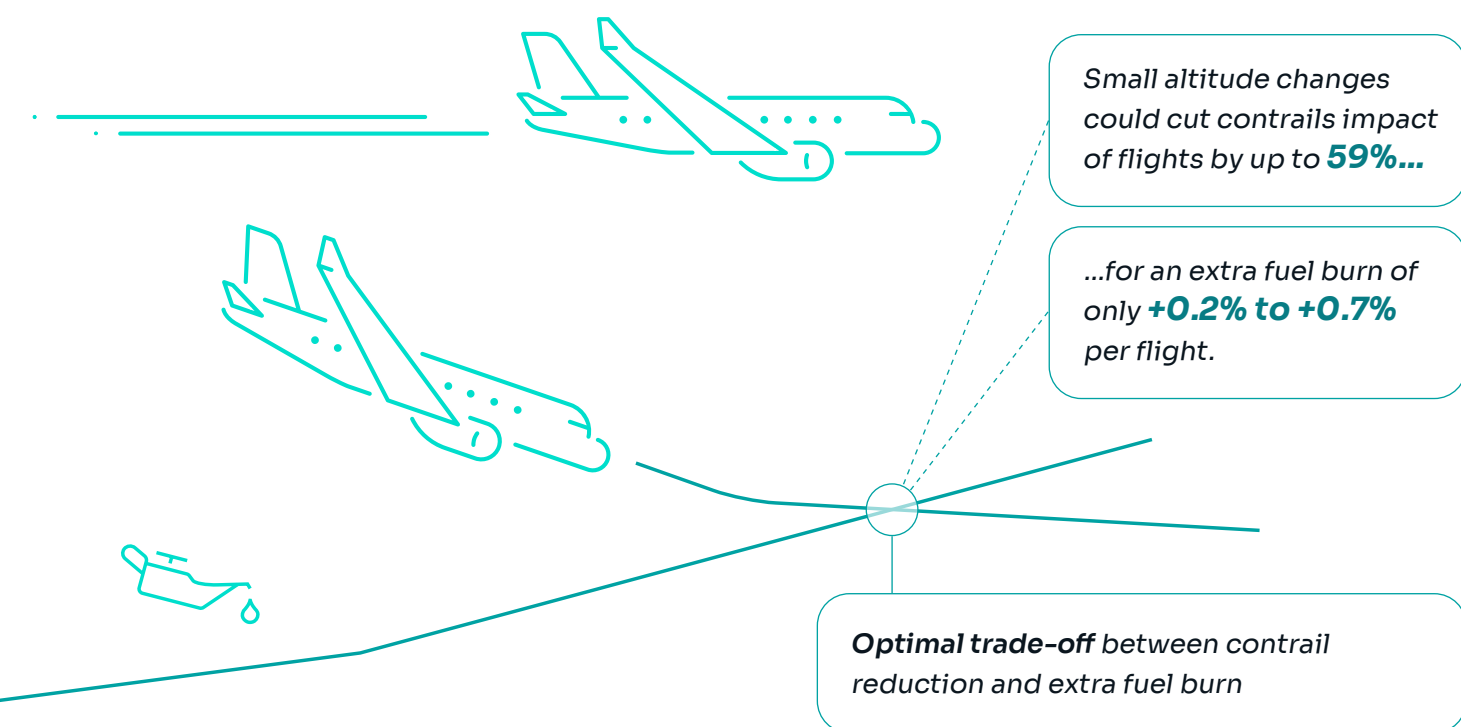 Small altitude changes
could cut contrails impact
of flights by up to 59%...
...for an extra fuel burn of
only +0.2% to +0.7%
per flight.
Optimal trade-off between contrail
reduction and extra fuel burn